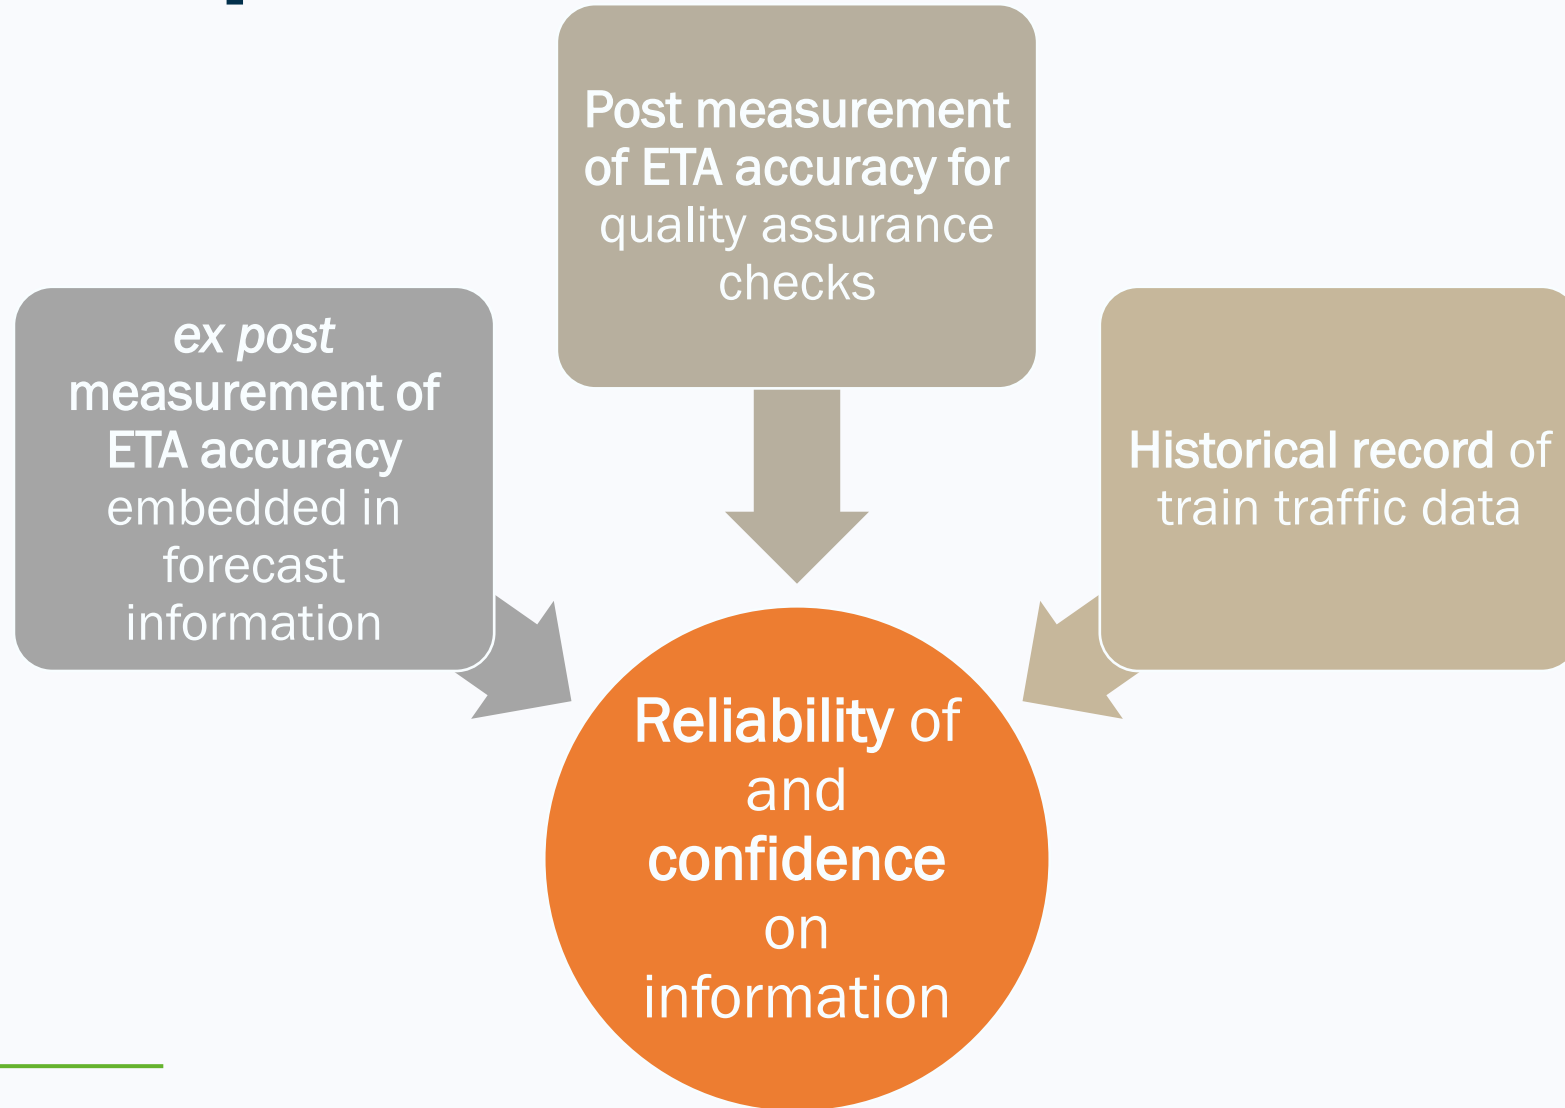 Post measurement
of ETA accuracy for
quality assurance
checks
ex post
measurement of
ETA accuracy
embedded in
forecast
information
Historical record of
train traffic data
Reliability of
and
confidence
on
information